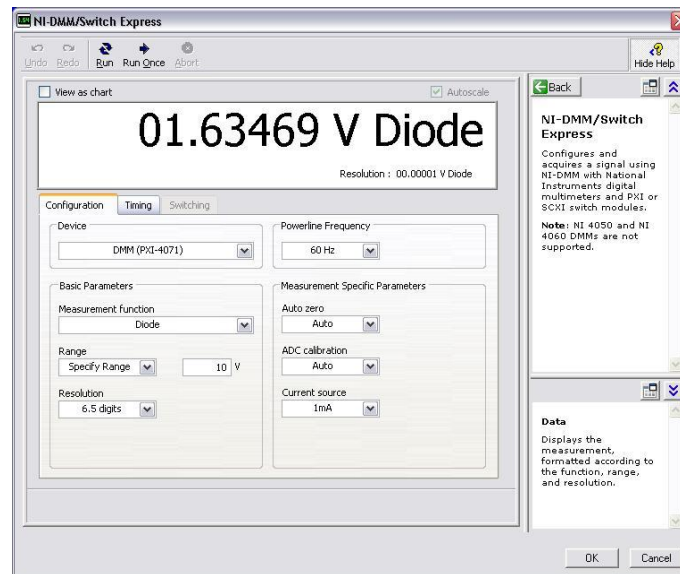 NI-DMM/Switch Express
Undo Redo Run Run Once Abort
Hide Help
View as chart
Autoscale
01.63469 V Diode
Resolution : 00.00001 V Diode
Configuration Timing Switching
Device
DMM (PXI-4071)
Powerline Frequency
60 Hz
Basic Parameters
Measurement function
Diode
Range
Specify Range 10 V
Resolution
6.5 digits
Measurement Specific Parameters
Auto zero
Auto
ADC calibration
Auto
Current source
1mA
Back
NI-DMM/Switch
Express
Configures and
acquires a signal using
NI-DMM with National
Instruments digital
multimeters and PXI or
SCXI switch modules.
Note: NI 4050 and NI
4060 DMMs are not
supported.
Data
Displays the
measurement,
formatted according to
the function, range,
and resolution.
OK Cancel